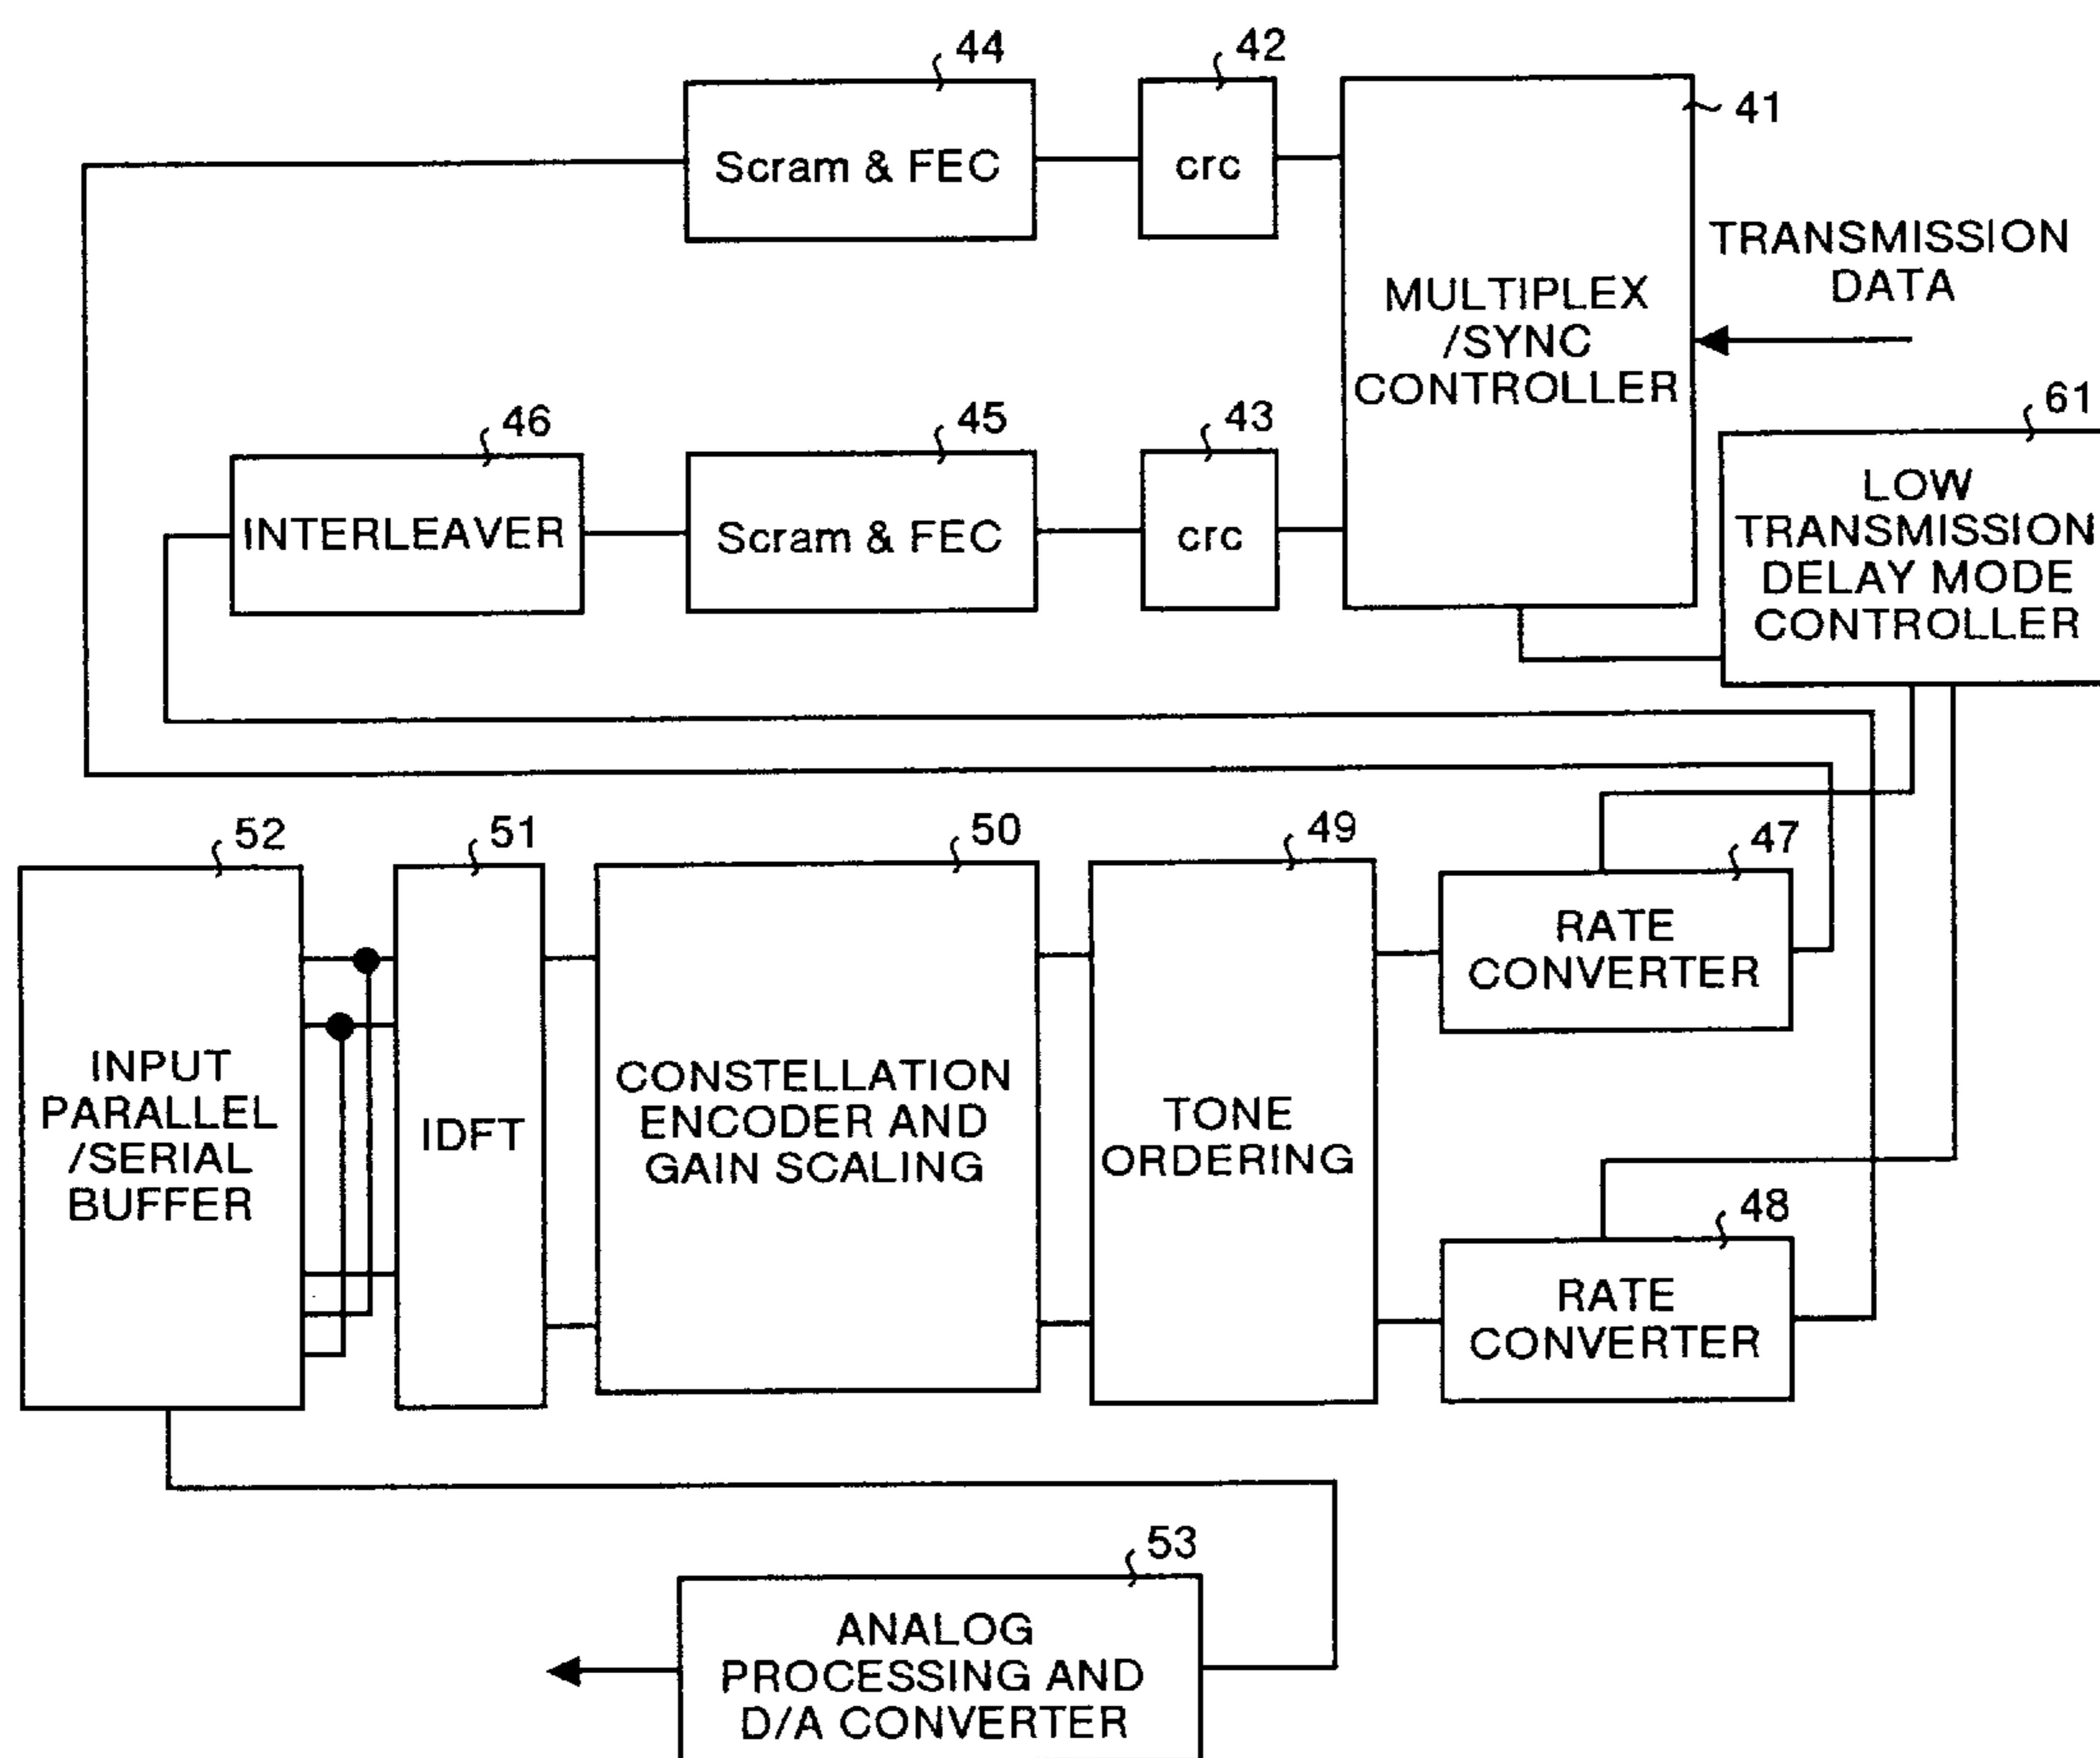 44
42
41
Scram & FEC
crc
TRANSMISSION
DATA
MULTIPLEX
/SYNC
CONTROLLER
46
45
43
61
INTERLEAVER
Scram & FEC
crc
LOW
TRANSMISSION
DELAY MODE
CONTROLLER
52
51
50
49
47
RATE
CONVERTER
INPUT
PARALLEL
/SERIAL
BUFFER
IDFT
CONSTELLATION
ENCODER AND
GAIN SCALING
TONE
ORDERING
48
RATE
CONVERTER
53
ANALOG
PROCESSING AND
D/A CONVERTER